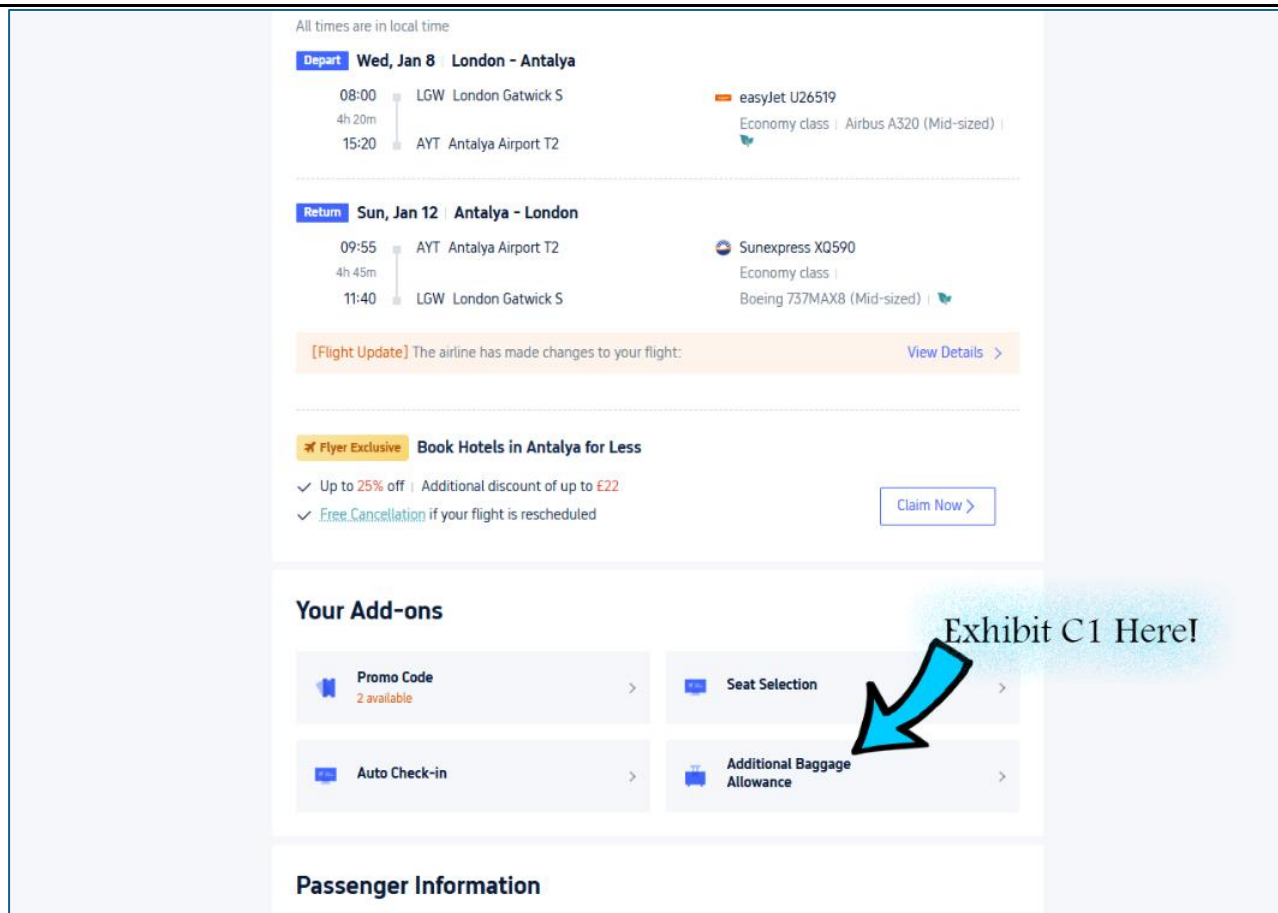 All times are in local time
Depart Wed, Jan 8 | London - Antalya
08:00 LGW London Gatwick S easyJet U26519
4h 20m Economy class | Airbus A320 (Mid-sized) |
15:20 AYT Antalya Airport T2
Return Sun, Jan 12 | Antalya - London
09:55 AYT Antalya Airport T2 Sunexpress XQ590
4h 45m Economy class |
11:40 LGW London Gatwick S Boeing 737MAX8 (Mid-sized) |
[Flight Update] The airline has made changes to your flight: View Details >
Flyer Exclusive Book Hotels in Antalya for Less
Up to 25% off | Additional discount of up to £22
Claim Now >
Free Cancellation if your flight is rescheduled
Your Add-ons
Exhibit C1 Here!
Promo Code
2 available
Seat Selection
Auto Check-in
Additional Baggage
Allowance
Passenger Information